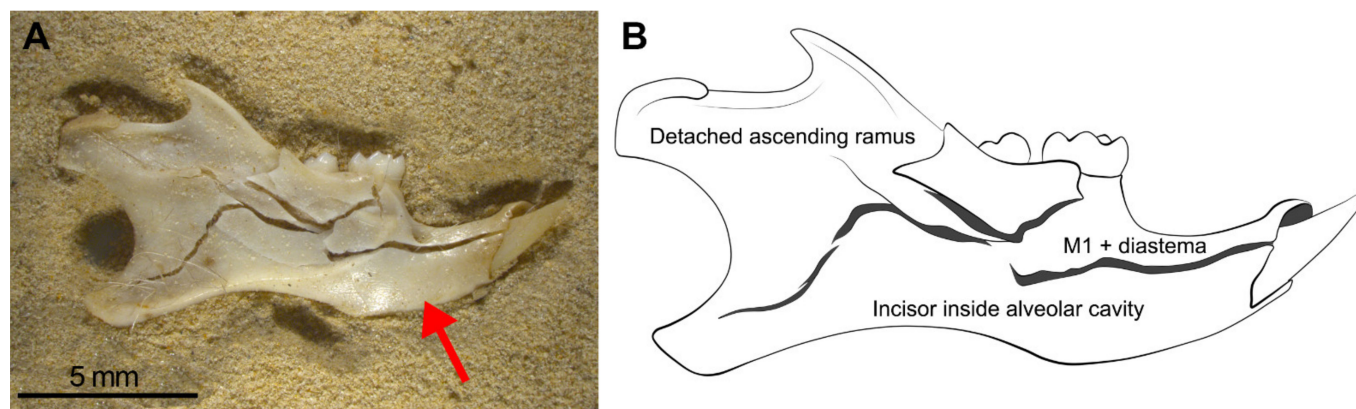 A
5 mm
B
Detached ascending ramus
M1 + diastema
Incisor inside alveolar cavity